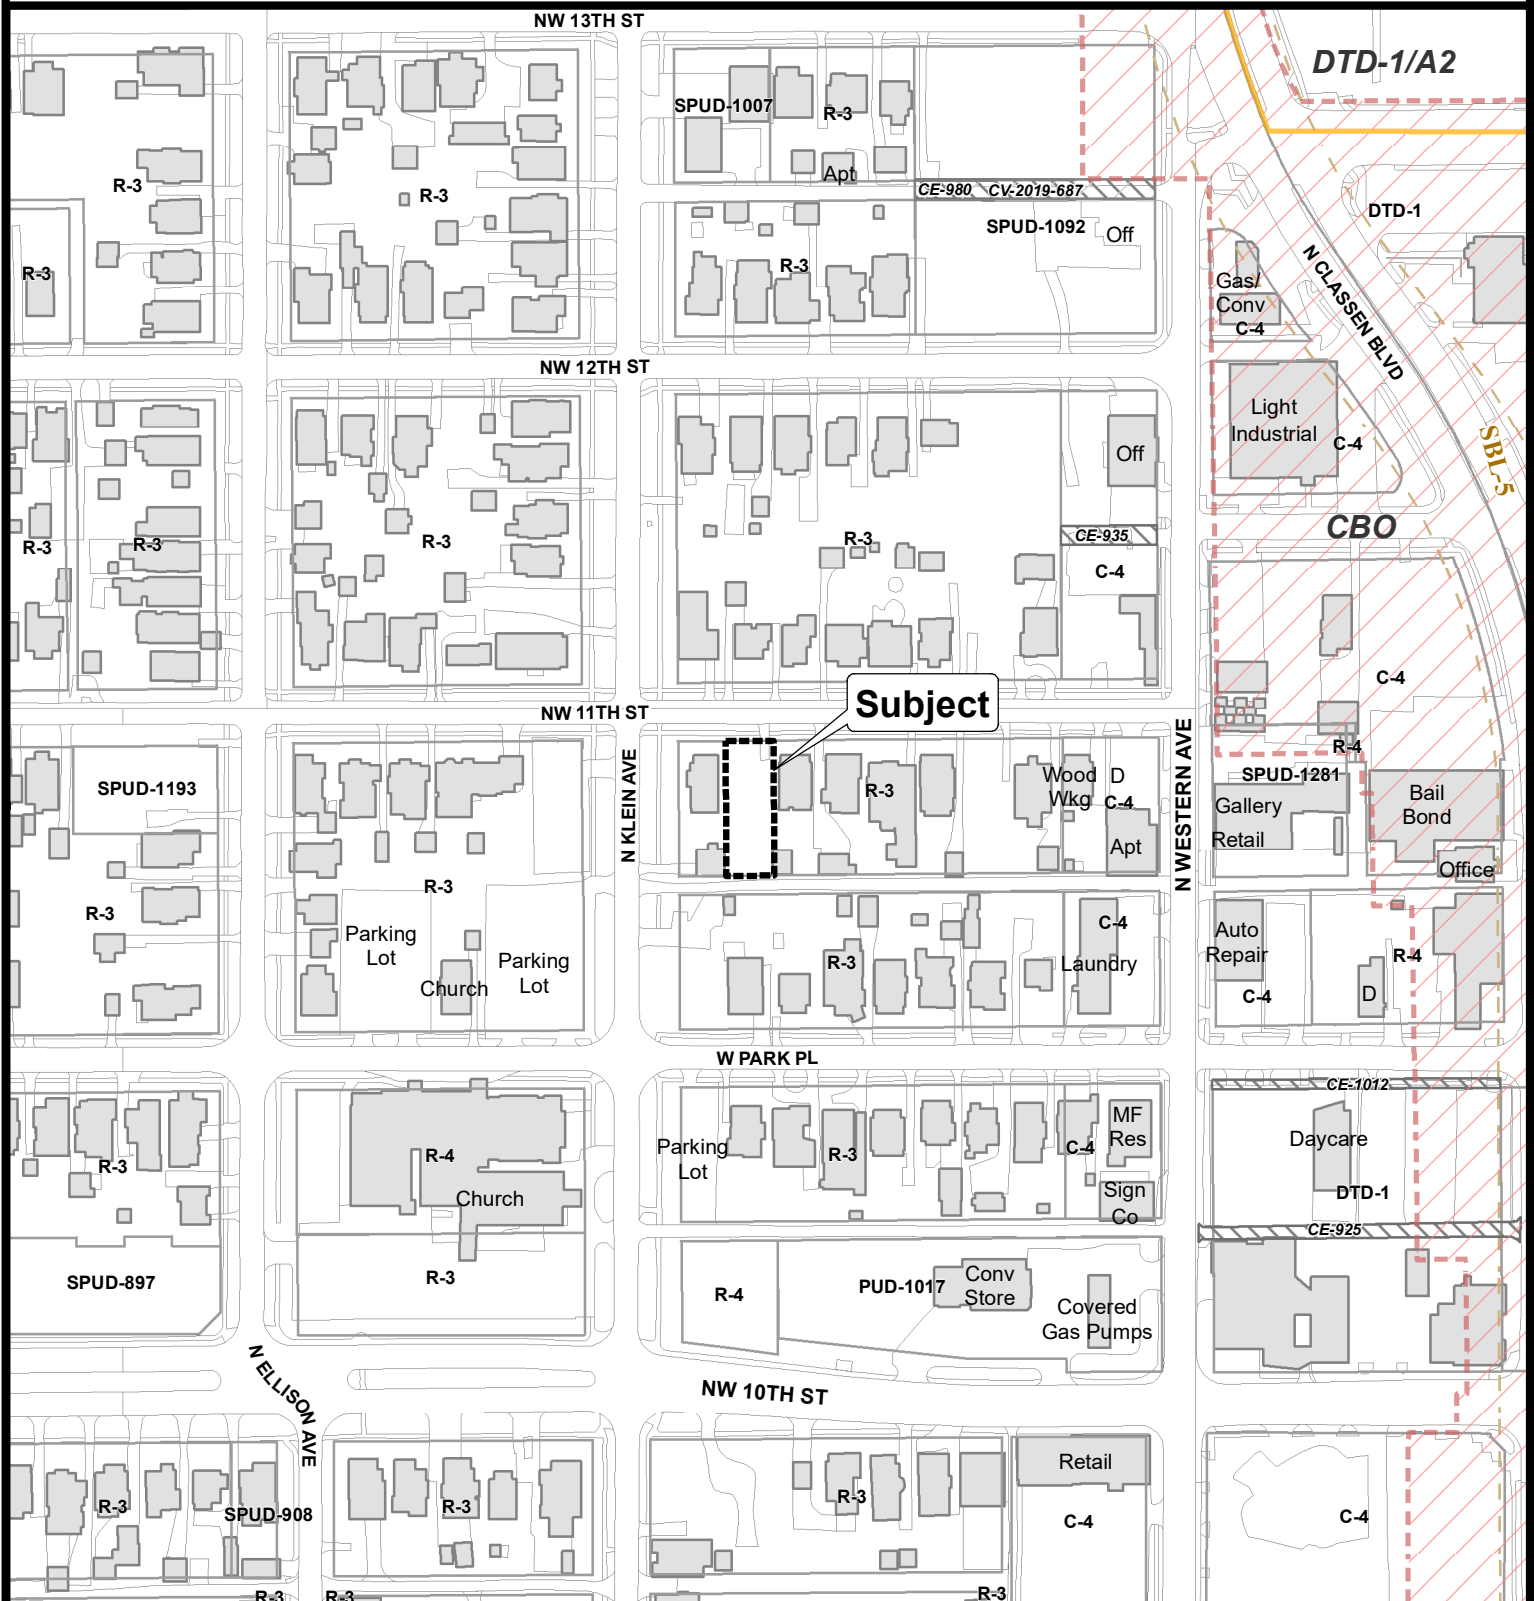 NW 13TH ST
DTD-1/A2
SPUD-1007
R-3
Apt
R-3
R-3
CE-980
CV-2019-687
DTD-1
SPUD-1092
Off
R-3
R-3
N CLASSEN BLVD
Gas/
Conv
C-4
NW 12TH ST
Light
Industrial
C-4
Off
SBL-5
CBO
R-3
R-3
R-3
R-3
CE-935
C-4
C-4
Subject
NW 11TH ST
N KLEIN AVE
N WESTERN AVE
R-4
SPUD-1281
SPUD-1193
R-3
Wood
Wkg
D
C-4
Apt
Gallery
Retail
Bail
Bond
Office
R-3
R-3
Parking
Lot
Church
Parking
Lot
R-3
C-4
Laundry
Auto
Repair
C-4
R-4
D
W PARK PL
CE-1012
Parking
Lot
R-3
C-4
MF
Res
Sign
Co
Daycare
DTD-1
R-3
R-4
Church
CE-925
SPUD-897
R-3
R-4
PUD-1017
Conv
Store
Covered
Gas Pumps
N ELLISON AVE
NW 10TH ST
Retail
R-3
SPUD-908
R-3
R-3
C-4
C-4
R-3
R-3
R-3